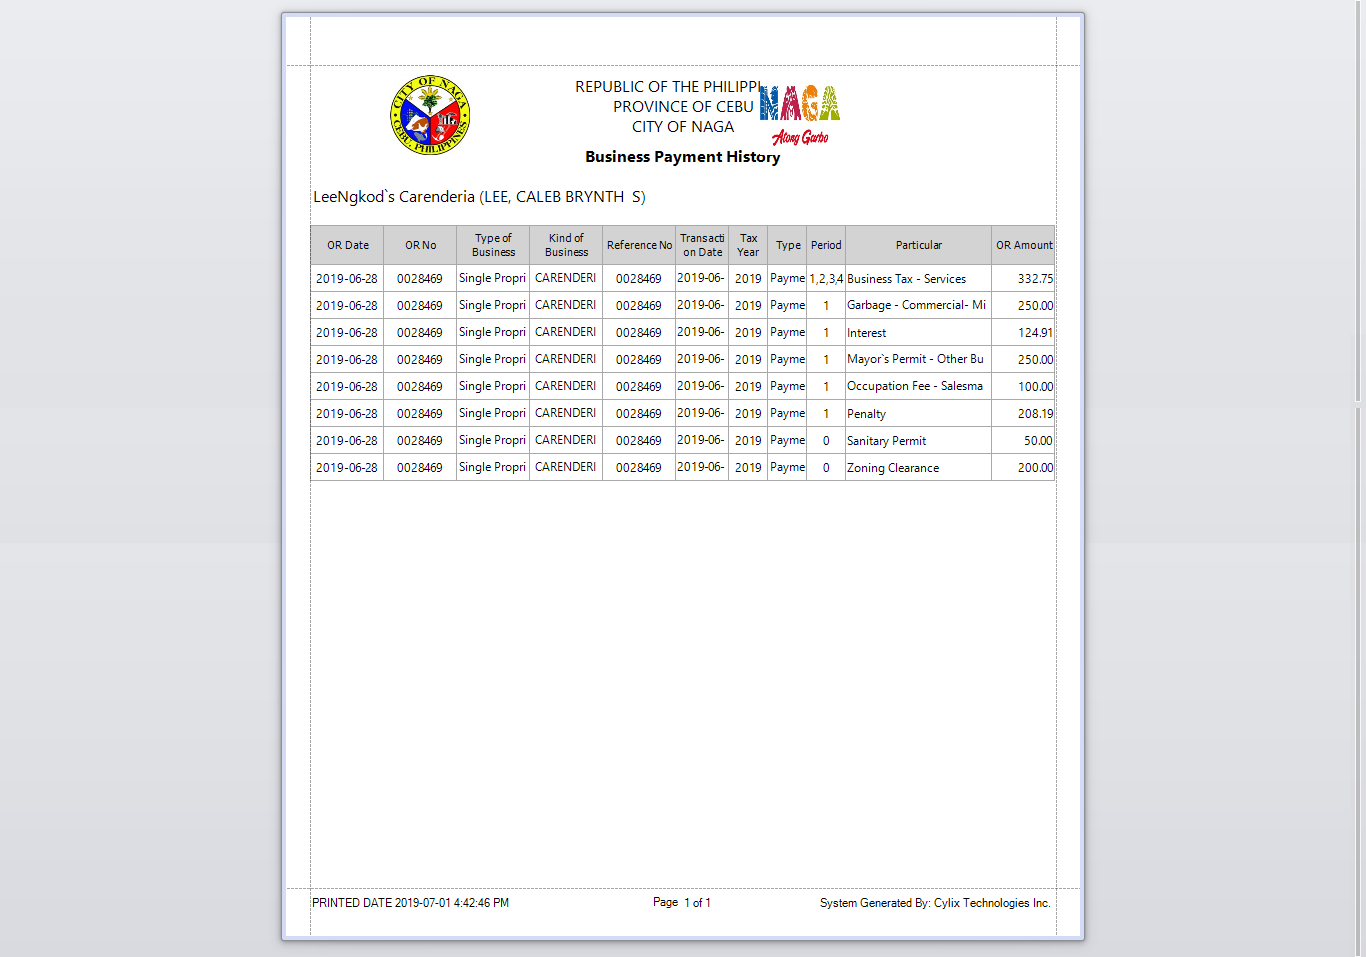 CITY OF NAGA
CEBU, PHILIPPINES
REPUBLIC OF THE PHILIPPI
PROVINCE OF CEBU
CITY OF NAGA
NAGA
Atong Garbo
Business Payment History
LeeNgkod`s Carenderia (LEE, CALEB BRYNTH  S)
OR Date OR No Type of Business Kind of Business Reference No Transacti on Date Tax Year Type Period Particular OR Amount
2019-06-28 0028469 Single Propri CARENDERI 0028469 2019-06- 2019 Payme 1,2,3,4 Business Tax - Services 332.75
2019-06-28 0028469 Single Propri CARENDERI 0028469 2019-06- 2019 Payme 1 Garbage - Commercial- Mi 250.00
2019-06-28 0028469 Single Propri CARENDERI 0028469 2019-06- 2019 Payme 1 Interest 124.91
2019-06-28 0028469 Single Propri CARENDERI 0028469 2019-06- 2019 Payme 1 Mayor`s Permit - Other Bu 250.00
2019-06-28 0028469 Single Propri CARENDERI 0028469 2019-06- 2019 Payme 1 Occupation Fee - Salesma 100.00
2019-06-28 0028469 Single Propri CARENDERI 0028469 2019-06- 2019 Payme 1 Penalty 208.19
2019-06-28 0028469 Single Propri CARENDERI 0028469 2019-06- 2019 Payme 0 Sanitary Permit 50.00
2019-06-28 0028469 Single Propri CARENDERI 0028469 2019-06- 2019 Payme 0 Zoning Clearance 200.00
PRINTED DATE 2019-07-01 4:42:46 PM Page 1 of 1 System Generated By: Cylix Technologies Inc.